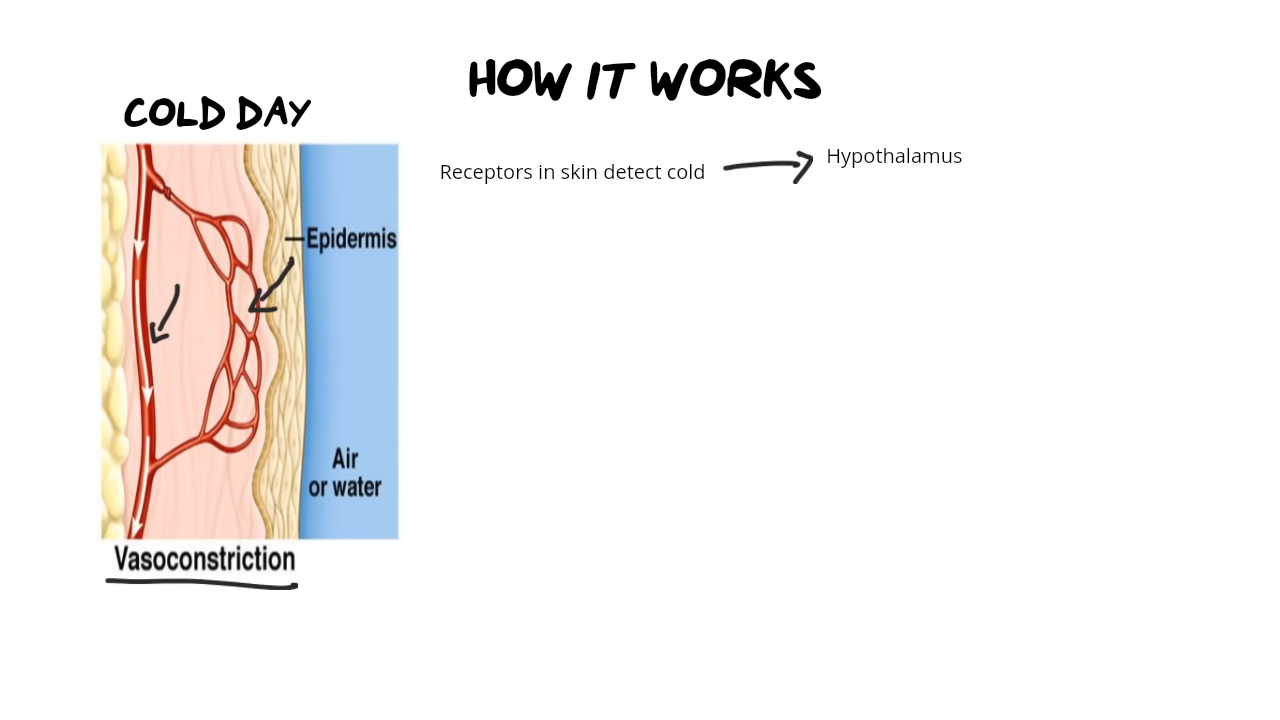 HOW IT WORKS
COLD DAY
Receptors in skin detect cold
Hypothalamus
Epidermis
Air
or water
Vasoconstriction